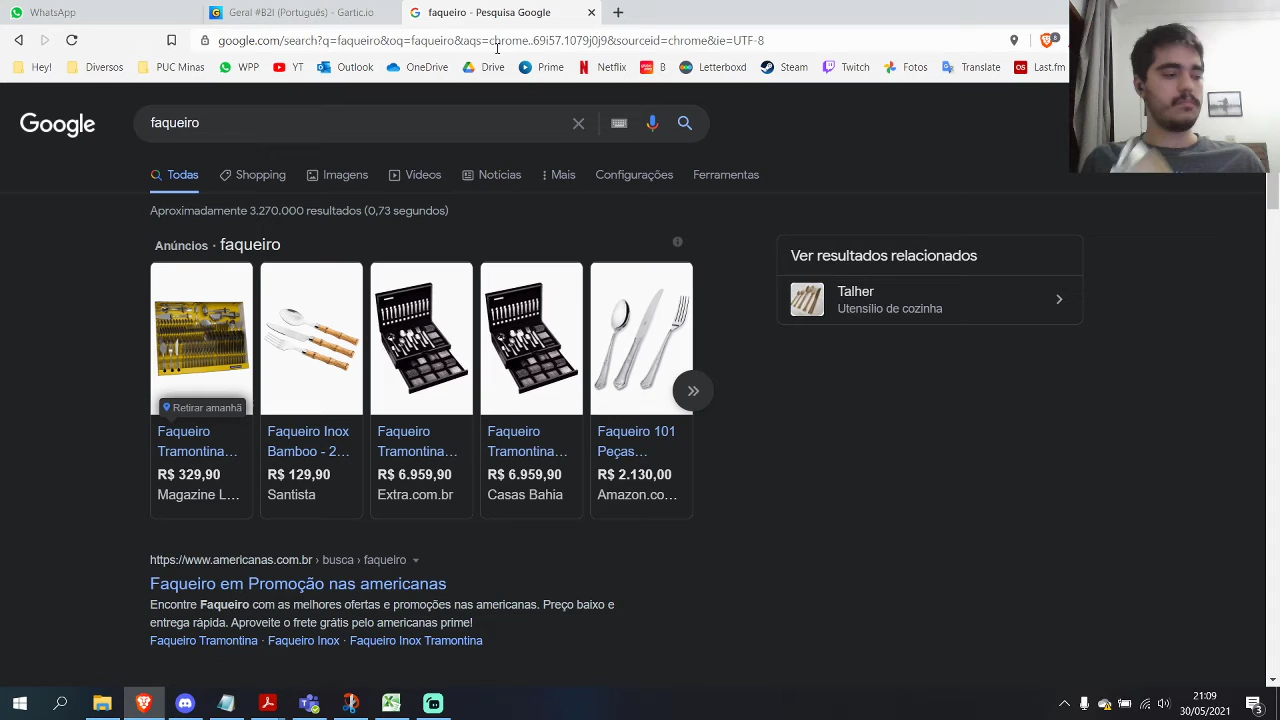 WhatsApp
Geral #B2I (Português) - Gartic.io
faqueiro - Pesquisa Google
google.com/search?q=faqueiro&oq=faqueiro&aqs=chrome..69i57.1079j0j9&sourceid=chrome&ie=UTF-8
8
Heyl
Diversos
PUC Minas
WPP
YT
Outlook
OneDrive
Drive
Prime
Netflix
B
Letterboxd
Steam
Twitch
Fotos
Translate
Last.fm
Google
faqueiro
Todas
Shopping
Imagens
Vídeos
Notícias
Mais
Configurações
Ferramentas
Aproximadamente 3.270.000 resultados (0,73 segundos)
Anúncios · faqueiro
Retirar amanhã
Faqueiro
Tramontina…
R$ 329,90
Magazine L…
Faqueiro Inox
Bamboo - 2…
R$ 129,90
Santista
Faqueiro
Tramontina…
R$ 6.959,90
Extra.com.br
Faqueiro
Tramontina…
R$ 6.959,90
Casas Bahia
Faqueiro 101
Peças…
R$ 2.130,00
Amazon.co…
Ver resultados relacionados
Talher
Utensílio de cozinha
https://www.americanas.com.br › busca › faqueiro
Faqueiro em Promoção nas americanas
Encontre Faqueiro com as melhores ofertas e promoções nas americanas. Preço baixo e
entrega rápida. Aproveite o frete grátis pelo americanas prime!
Faqueiro Tramontina · Faqueiro Inox · Faqueiro Inox Tramontina
21:09
30/05/2021
3